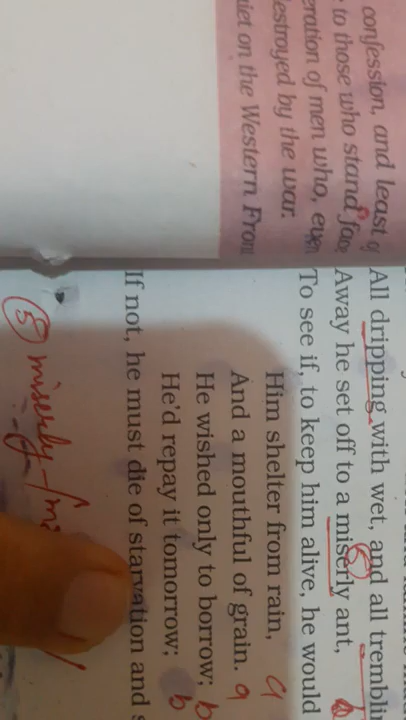 confession, and least of
to those who stand face
eration of men who, even
destroyed by the war.
on the Western Front
All dripping with wet, and all trembli
Away he set off to a miserly ant,
To see if, to keep him alive, he would
Him shelter from rain, a
And a mouthful of grain. a
He wished only to borrow; b
He'd repay it tomorrow; b
If not, he must die of starvation and
5 miserly